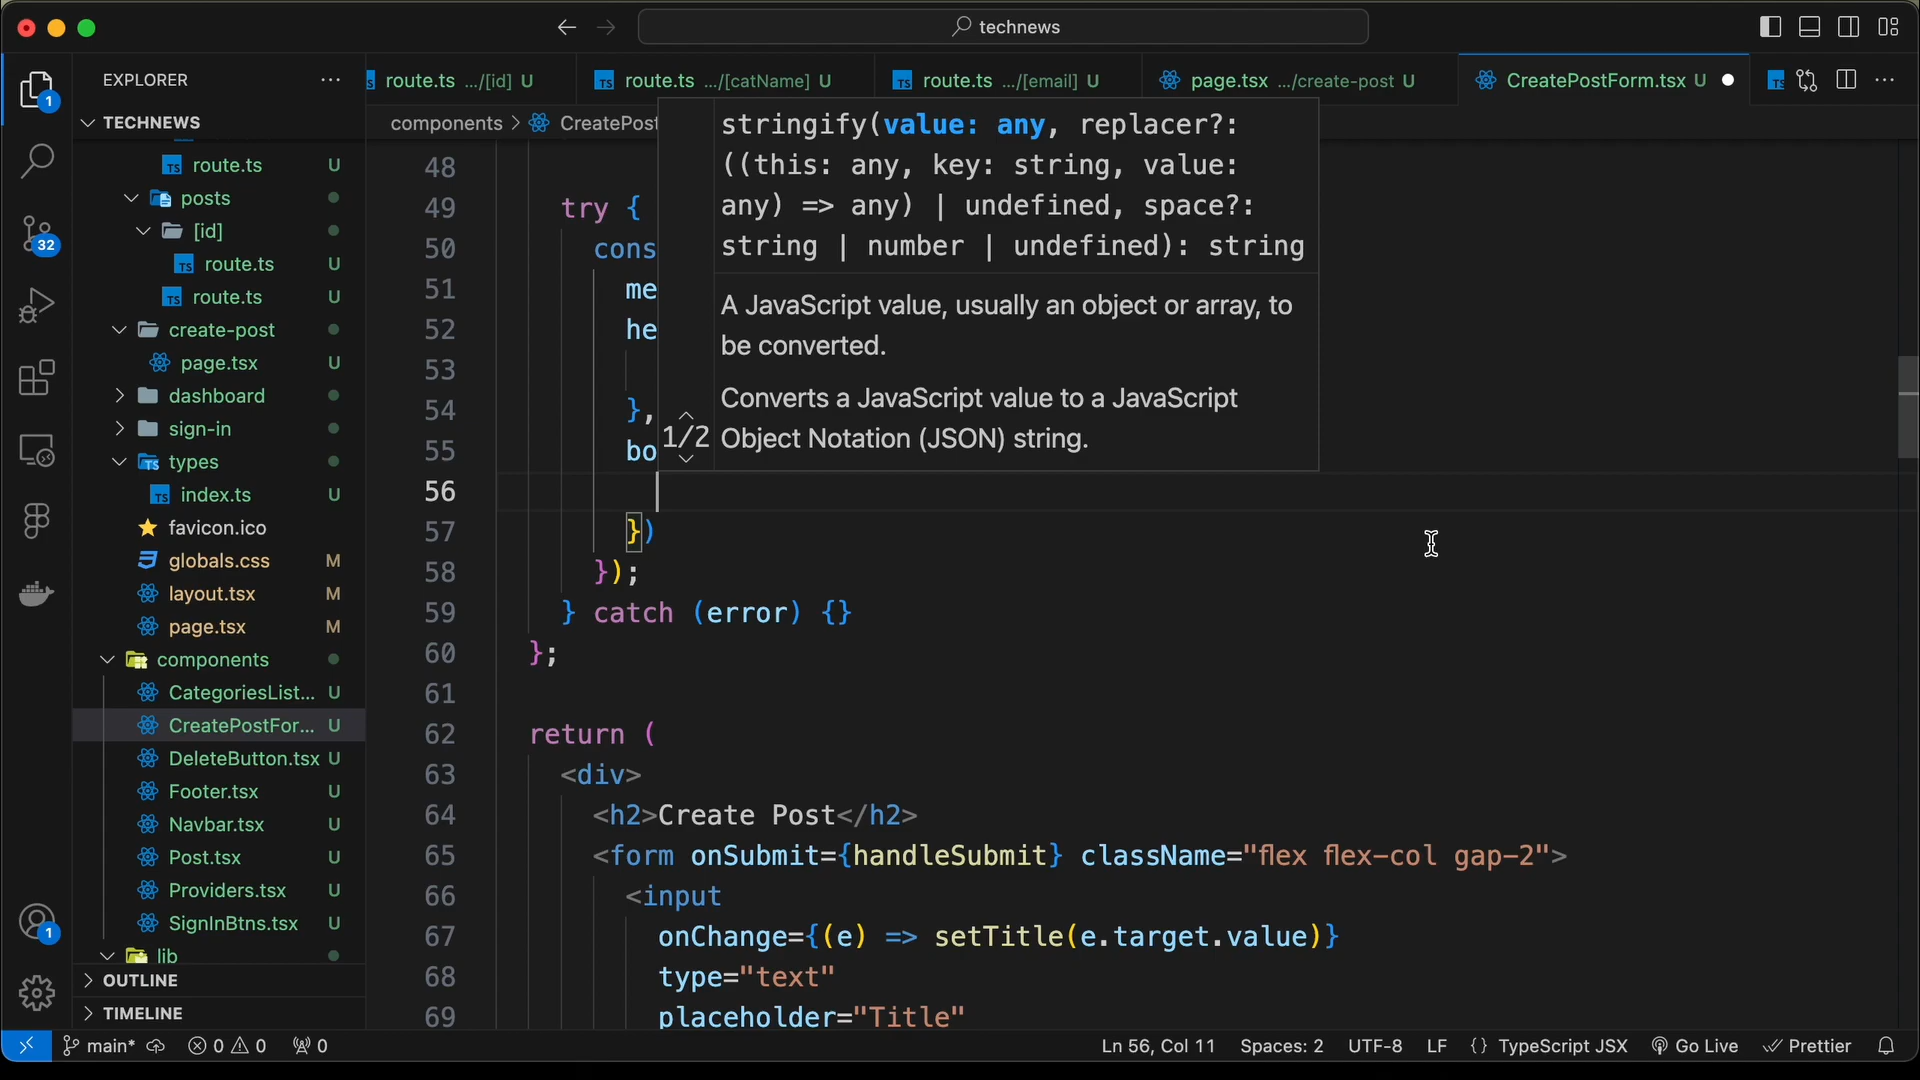 technews
EXPLORER
TECHNEWS
route.ts U
posts
[id]
route.ts U
route.ts U
create-post
page.tsx U
dashboard
sign-in
types
index.ts U
favicon.ico
globals.css M
layout.tsx M
page.tsx M
components
CategoriesList... U
CreatePostFor... U
DeleteButton.tsx U
Footer.tsx U
Navbar.tsx U
Post.tsx U
Providers.tsx U
SignInBtns.tsx U
lib
OUTLINE
TIMELINE
1
32
1
route.ts .../[id] U
route.ts .../[catName] U
route.ts .../[email] U
page.tsx .../create-post U
CreatePostForm.tsx U
components > CreatePost
stringify(value: any, replacer?:
((this: any, key: string, value:
any) => any) | undefined, space?:
string | number | undefined): string
A JavaScript value, usually an object or array, to
be converted.
Converts a JavaScript value to a JavaScript
Object Notation (JSON) string.
1/2
48
49 try {
50 cons
51 me
52 he
53
54 },
55 bo
56
57 })
58 });
59 } catch (error) {}
60 };
61
62 return (
63 <div>
64 <h2>Create Post</h2>
65 <form onSubmit={handleSubmit} className="flex flex-col gap-2">
66 <input
67 onChange={(e) => setTitle(e.target.value)}
68 type="text"
69 placeholder="Title"
main* 0 0 0 Ln 56, Col 11 Spaces: 2 UTF-8 LF {} TypeScript JSX Go Live Prettier